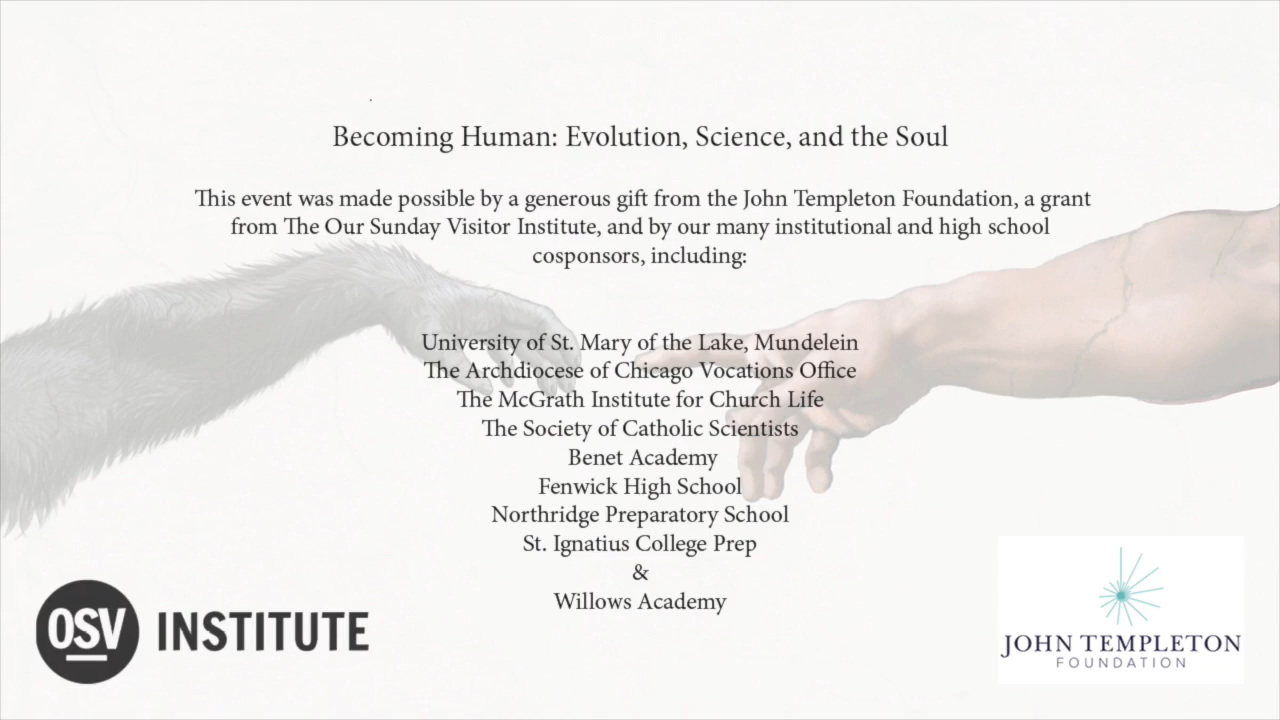 Becoming Human: Evolution, Science, and the Soul
This event was made possible by a generous gift from the John Templeton Foundation, a grant
from The Our Sunday Visitor Institute, and by our many institutional and high school
cosponsors, including:
University of St. Mary of the Lake, Mundelein
The Archdiocese of Chicago Vocations Office
The McGrath Institute for Church Life
The Society of Catholic Scientists
Benet Academy
Fenwick High School
Northridge Preparatory School
St. Ignatius College Prep
&
Willows Academy
OSV INSTITUTE
JOHN TEMPLETON
FOUNDATION